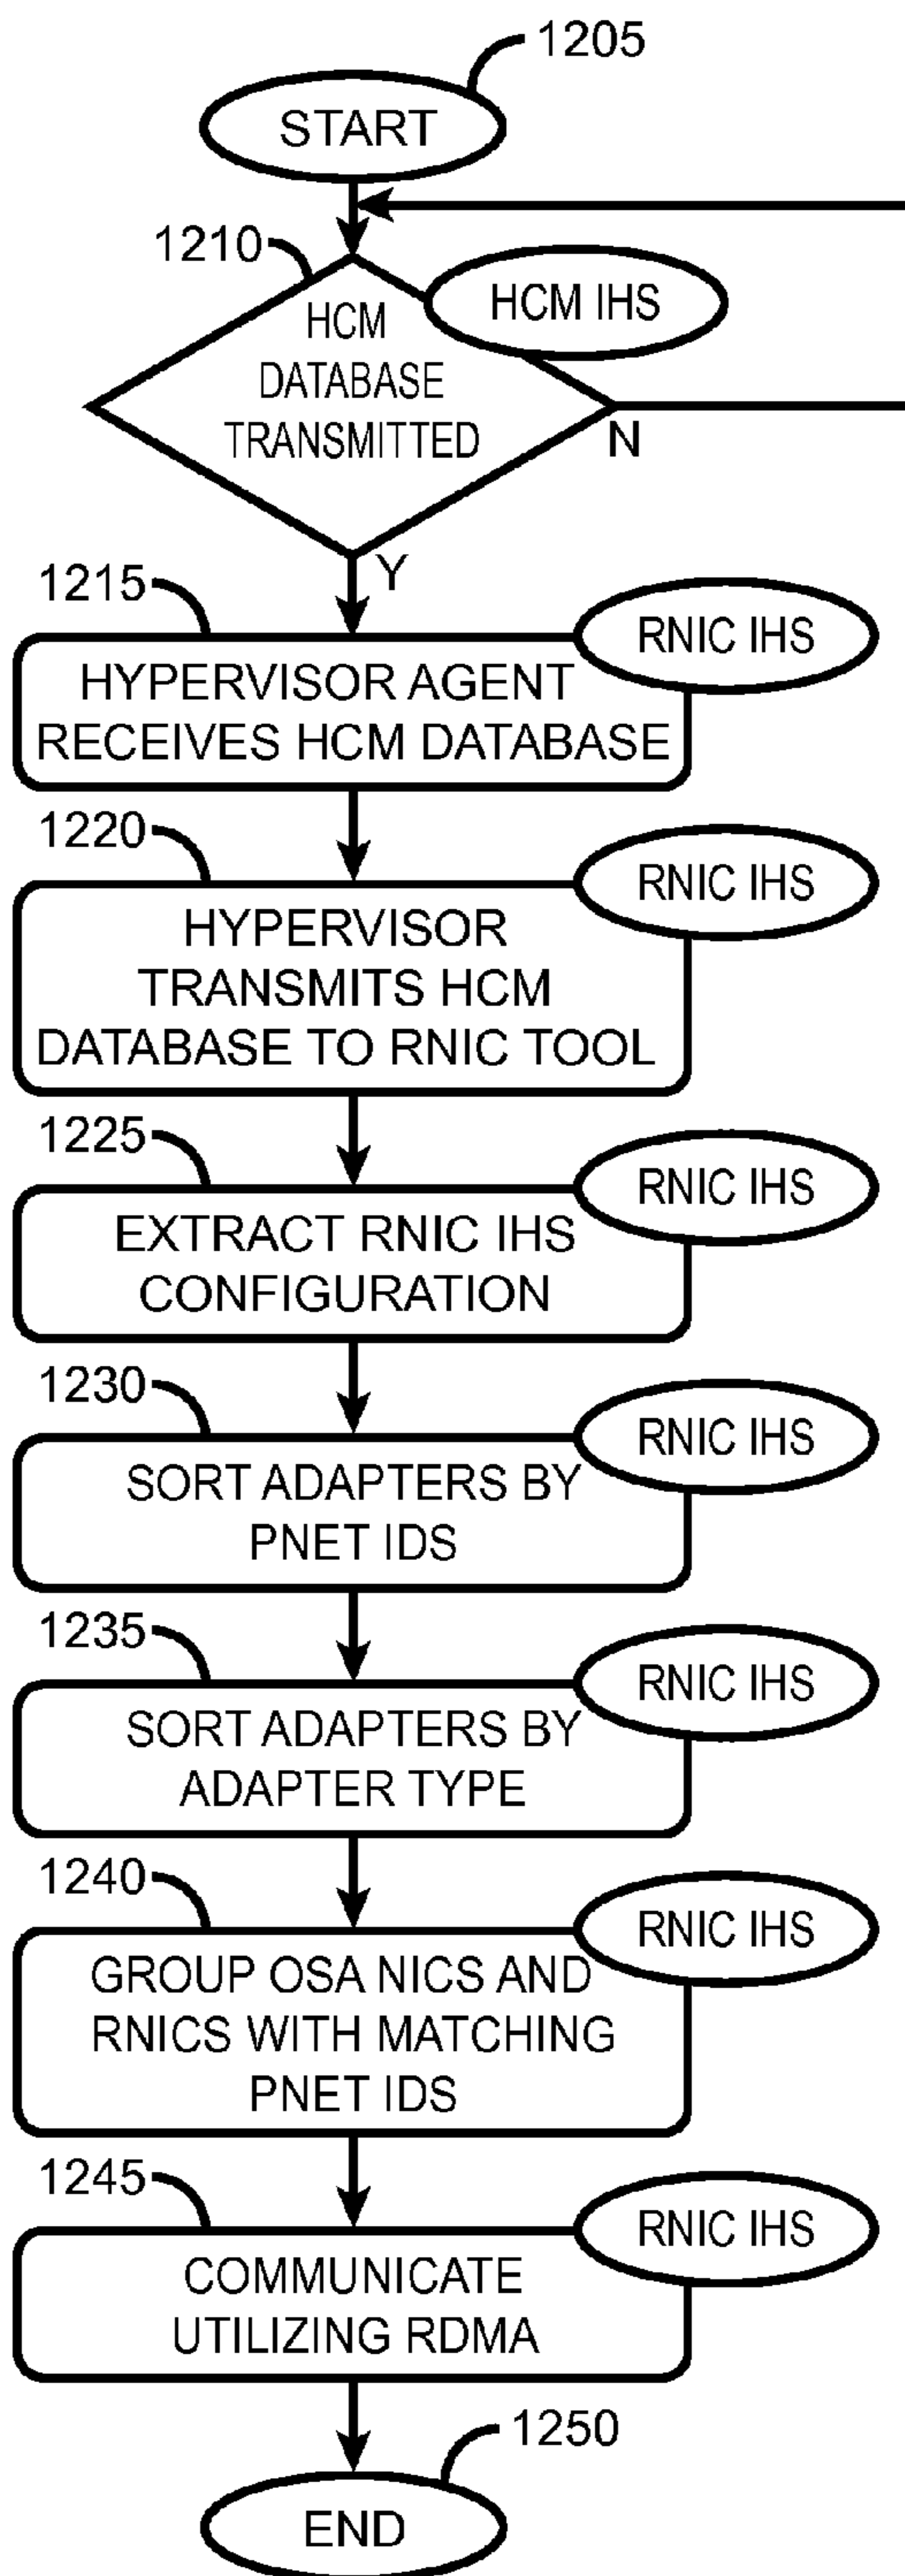 1205
START
1210
HCM IHS
HCM
DATABASE
TRANSMITTED
N
Y
1215
RNIC IHS
HYPERVISOR AGENT
RECEIVES HCM DATABASE
1220
RNIC IHS
HYPERVISOR
TRANSMITS HCM
DATABASE TO RNIC TOOL
1225
RNIC IHS
EXTRACT RNIC IHS
CONFIGURATION
1230
RNIC IHS
SORT ADAPTERS BY
PNET IDS
1235
RNIC IHS
SORT ADAPTERS BY
ADAPTER TYPE
1240
RNIC IHS
GROUP OSA NICS AND
RNICS WITH MATCHING
PNET IDS
1245
RNIC IHS
COMMUNICATE
UTILIZING RDMA
1250
END